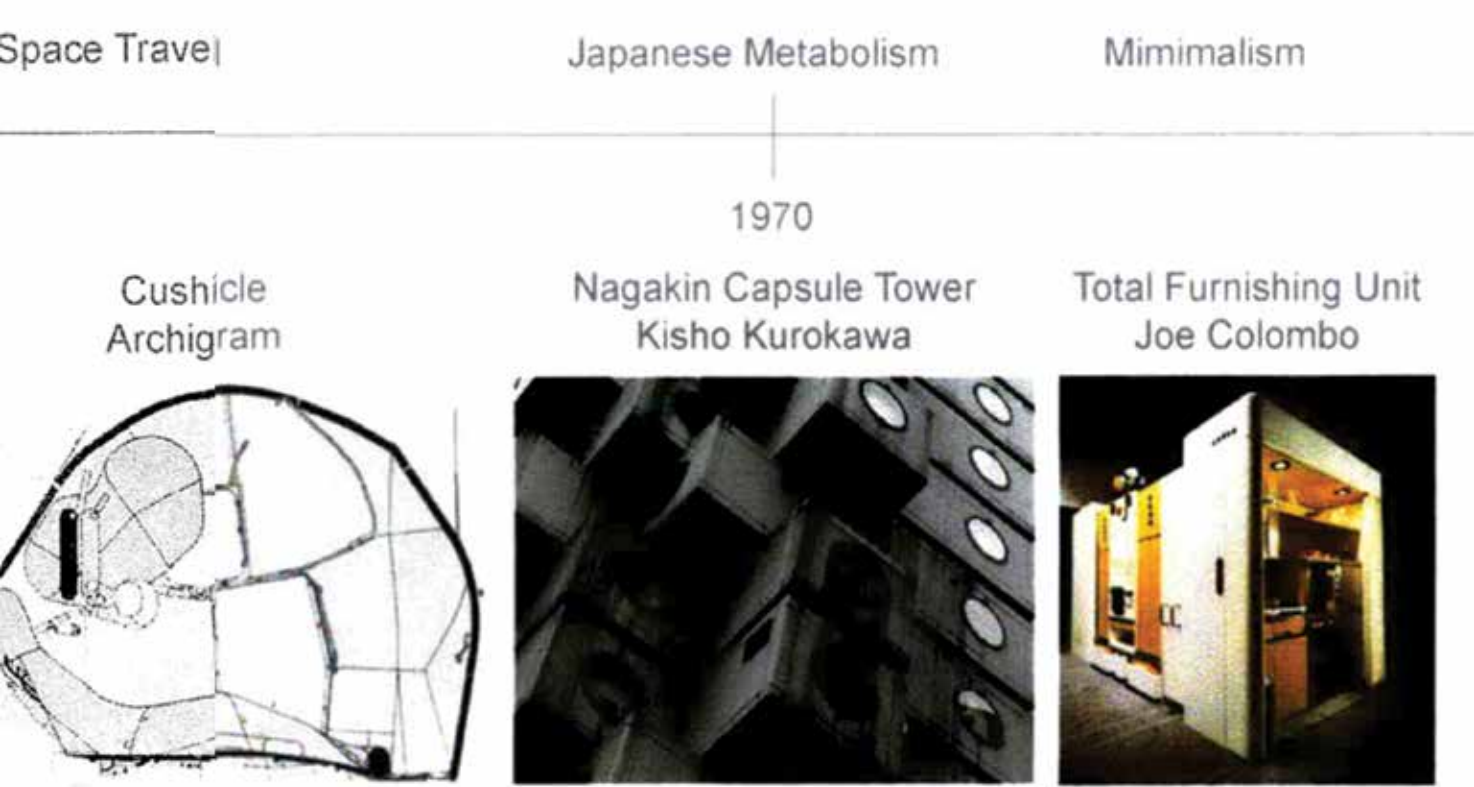 Space Travel
Japanese Metabolism
Mimimalism
1970
Cushicle
Archigram
Nagakin Capsule Tower
Kisho Kurokawa
Total Furnishing Unit
Joe Colombo